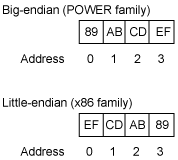 Big-endian (POWER family)
89 AB CD EF
Address 0 1 2 3
Little-endian (x86 family)
EF CD AB 89
Address 0 1 2 3